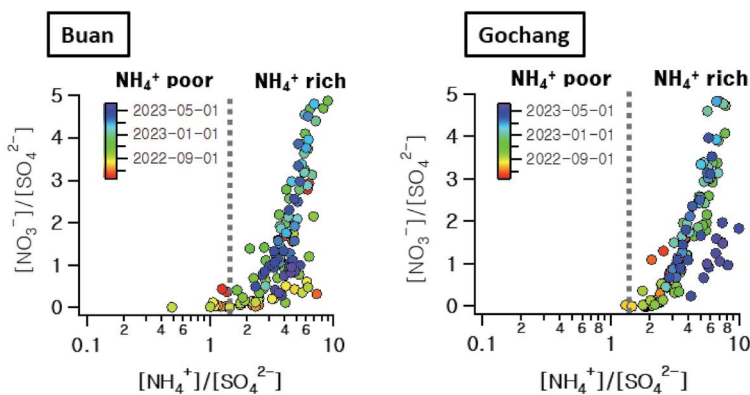 Buan
NH₄⁺ poor NH₄⁺ rich
2023-05-01
2023-01-01
2022-09-01
5
4
3
2
1
0
[NO₃⁻]/[SO₄²⁻]
2 4 6 8 2 4 6
0.1 1 10
[NH₄⁺]/[SO₄²⁻]
Gochang
NH₄⁺ poor NH₄⁺ rich
2023-05-01
2023-01-01
2022-09-01
5
4
3
2
1
0
[NO₃⁻]/[SO₄²⁻]
2 4 6 8 2 4 6 8
0.1 1 10
[NH₄⁺]/[SO₄²⁻]